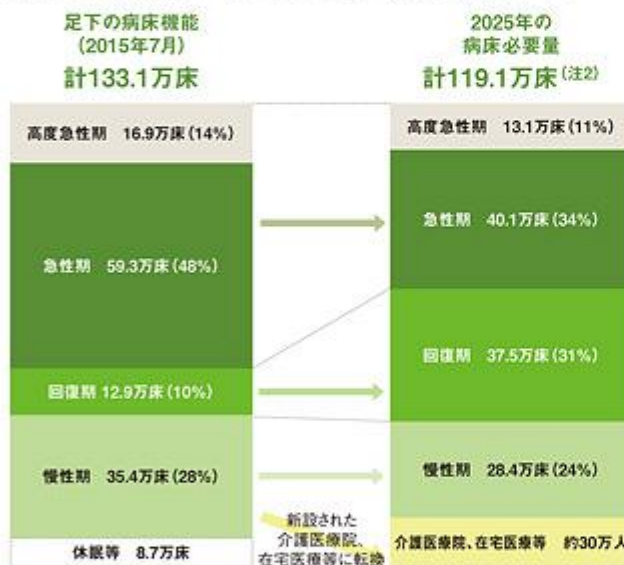 足下の病床機能
(2015年7月)
計133.1万床
高度急性期 16.9万床(14%)
急性期 59.3万床(48%)
回復期 12.9万床(10%)
慢性期 35.4万床(28%)
休眠等 8.7万床
新設された
介護医療院、
在宅医療等に転換
2025年の
病床必要量
計119.1万床(注2)
高度急性期 13.1万床(11%)
急性期 40.1万床(34%)
回復期 37.5万床(31%)
慢性期 28.4万床(24%)
介護医療院、在宅医療等 約30万人